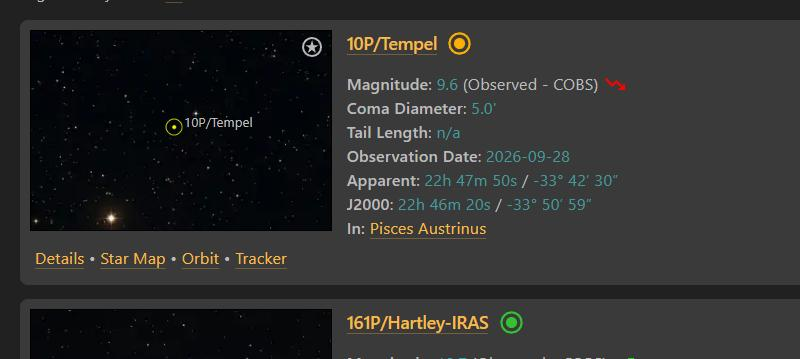 10P/Tempel
10P/Tempel
Magnitude: 9.6 (Observed - COBS)
Coma Diameter: 5.0′
Tail Length: n/a
Observation Date: 2026-09-28
Apparent: 22h 47m 50s / -33° 42′ 30″
J2000: 22h 46m 20s / -33° 50′ 59″
In: Pisces Austrinus
Details • Star Map • Orbit • Tracker
161P/Hartley-IRAS